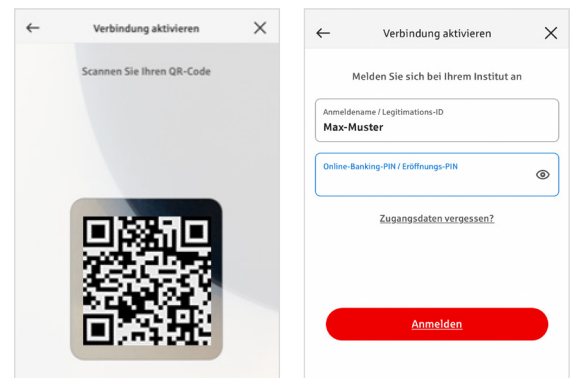 Verbindung aktivieren
Scannen Sie Ihren QR-Code
Verbindung aktivieren
Melden Sie sich bei Ihrem Institut an
Anmeldename / Legitimations-ID
Max-Muster
Online-Banking-PIN / Eröffnungs-PIN
Zugangsdaten vergessen?
Anmelden